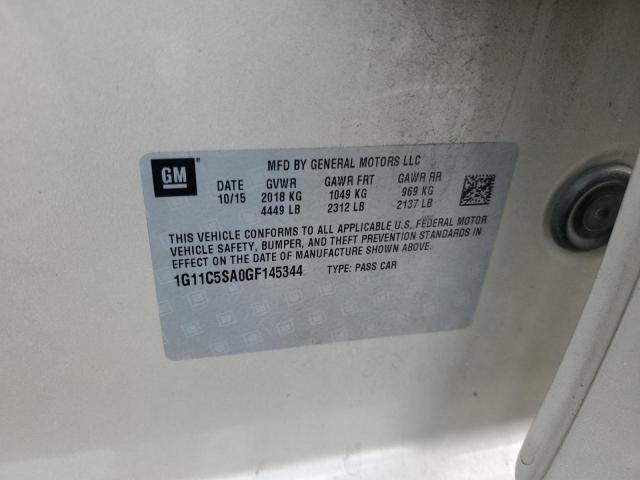 GM
MFD BY GENERAL MOTORS LLC
DATE GVWR GAWR FRT GAWR RR
10/15 2018 KG 1049 KG 969 KG
4449 LB 2312 LB 2137 LB
THIS VEHICLE CONFORMS TO ALL APPLICABLE U.S. FEDERAL MOTOR
VEHICLE SAFETY, BUMPER, AND THEFT PREVENTION STANDARDS IN
EFFECT ON THE DATE OF MANUFACTURE SHOWN ABOVE.
1G11C5SA0GF145344 TYPE: PASS CAR